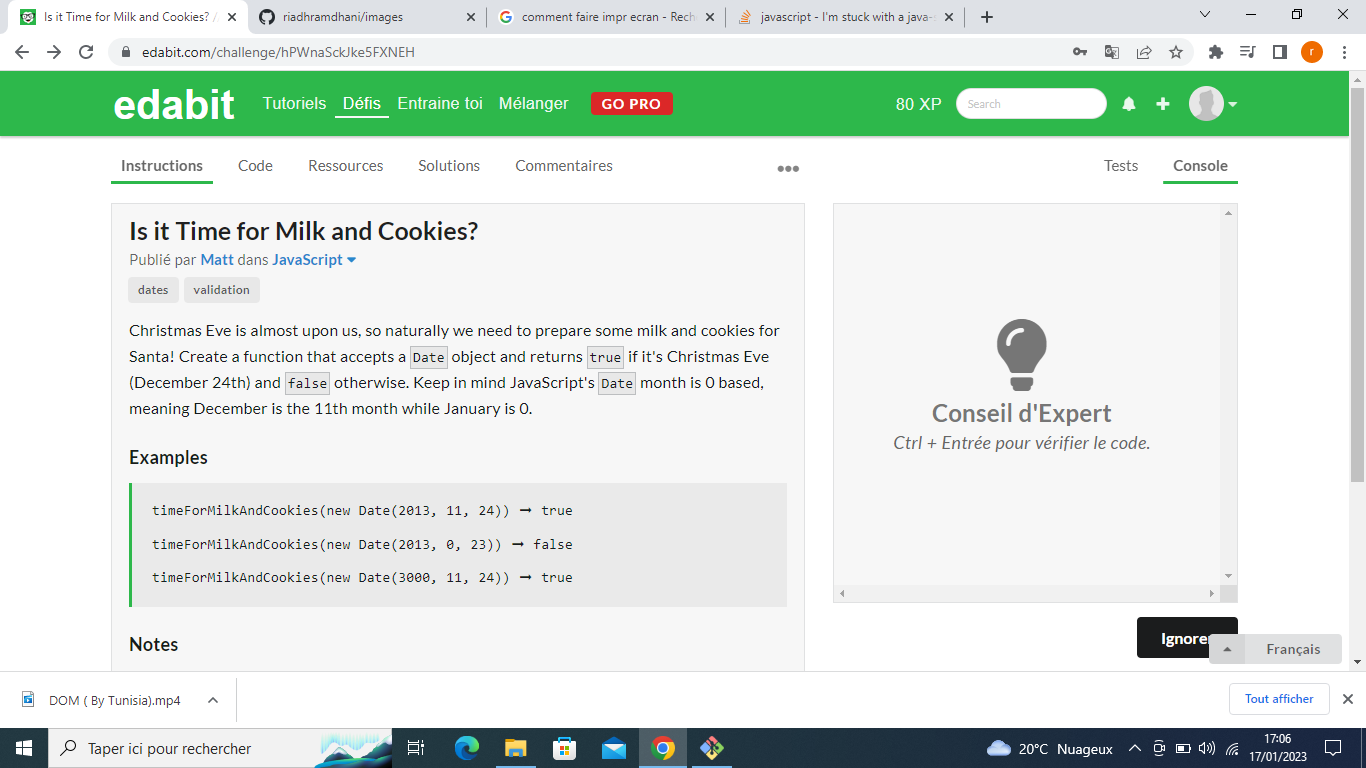 Is it Time for Milk and Cookies? /
riadhramdhani/images
comment faire impr ecran - Rech
javascript - I'm stuck with a java-
edabit.com/challenge/hPWnaSckJke5FXNEH
r
edabit
Tutoriels
Défis
Entraine toi
Mélanger
GO PRO
80 XP
Search
Instructions
Code
Ressources
Solutions
Commentaires
Tests
Console
Is it Time for Milk and Cookies?
Publié par Matt dans JavaScript
dates
validation
Christmas Eve is almost upon us, so naturally we need to prepare some milk and cookies for
Santa! Create a function that accepts a Date object and returns true if it's Christmas Eve
(December 24th) and false otherwise. Keep in mind JavaScript's Date month is 0 based,
meaning December is the 11th month while January is 0.
Examples
timeForMilkAndCookies(new Date(2013, 11, 24)) ➞ true
timeForMilkAndCookies(new Date(2013, 0, 23)) ➞ false
timeForMilkAndCookies(new Date(3000, 11, 24)) ➞ true
Notes
Conseil d'Expert
Ctrl + Entrée pour vérifier le code.
Ignorer
Français
DOM ( By Tunisia).mp4
Tout afficher
Taper ici pour rechercher
20°C Nuageux
17:06
17/01/2023